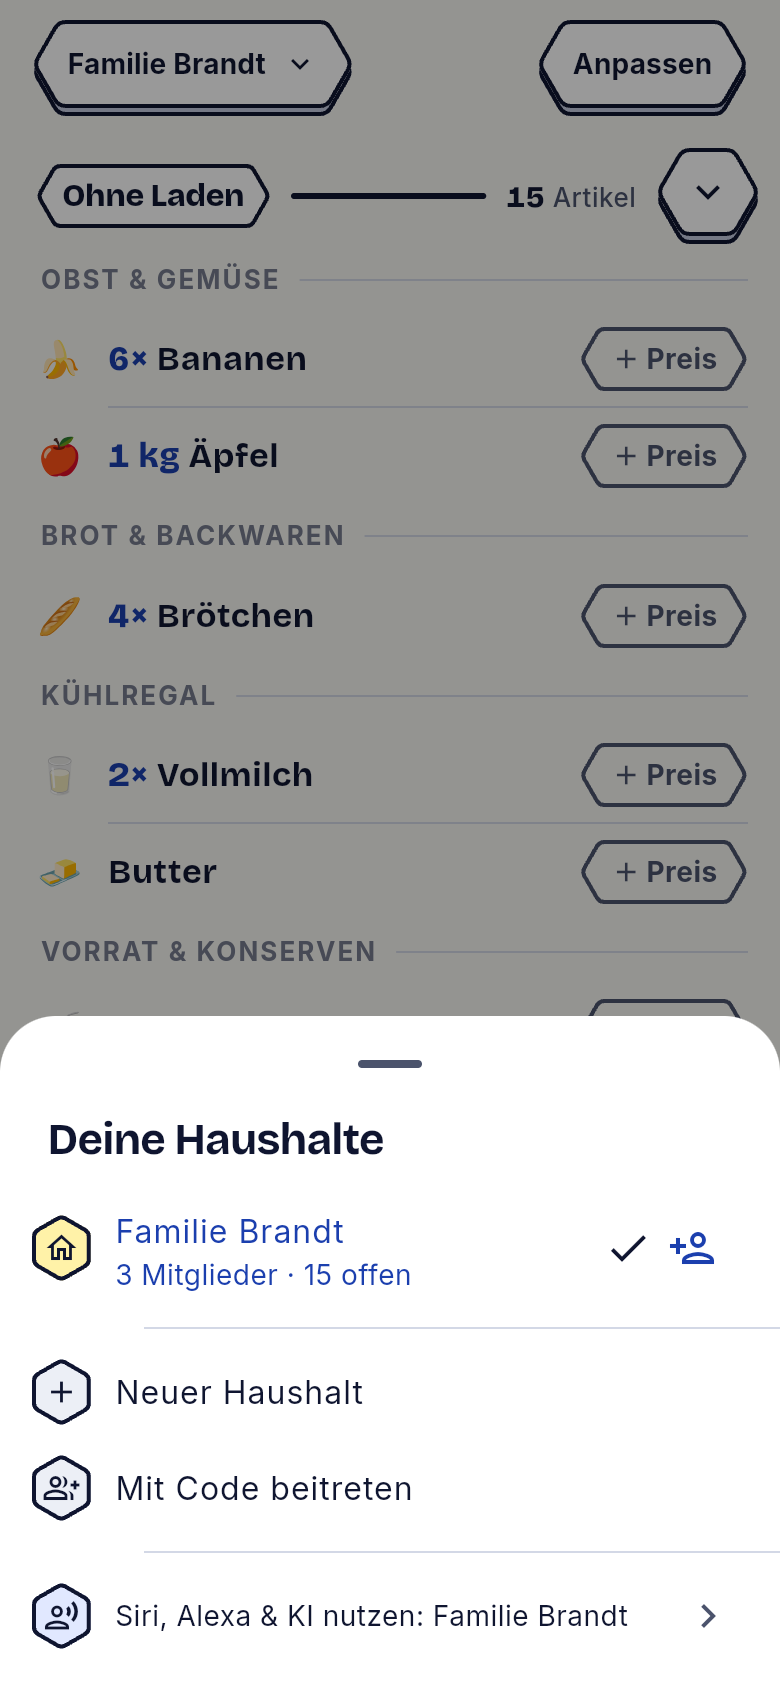 Familie Brandt
Anpassen
Ohne Laden
15 Artikel
OBST & GEMÜSE
6× Bananen
+ Preis
1 kg Äpfel
+ Preis
BROT & BACKWAREN
4× Brötchen
+ Preis
KÜHLREGAL
2× Vollmilch
+ Preis
Butter
+ Preis
VORRAT & KONSERVEN
Deine Haushalte
Familie Brandt
3 Mitglieder · 15 offen
Neuer Haushalt
Mit Code beitreten
Siri, Alexa & KI nutzen: Familie Brandt